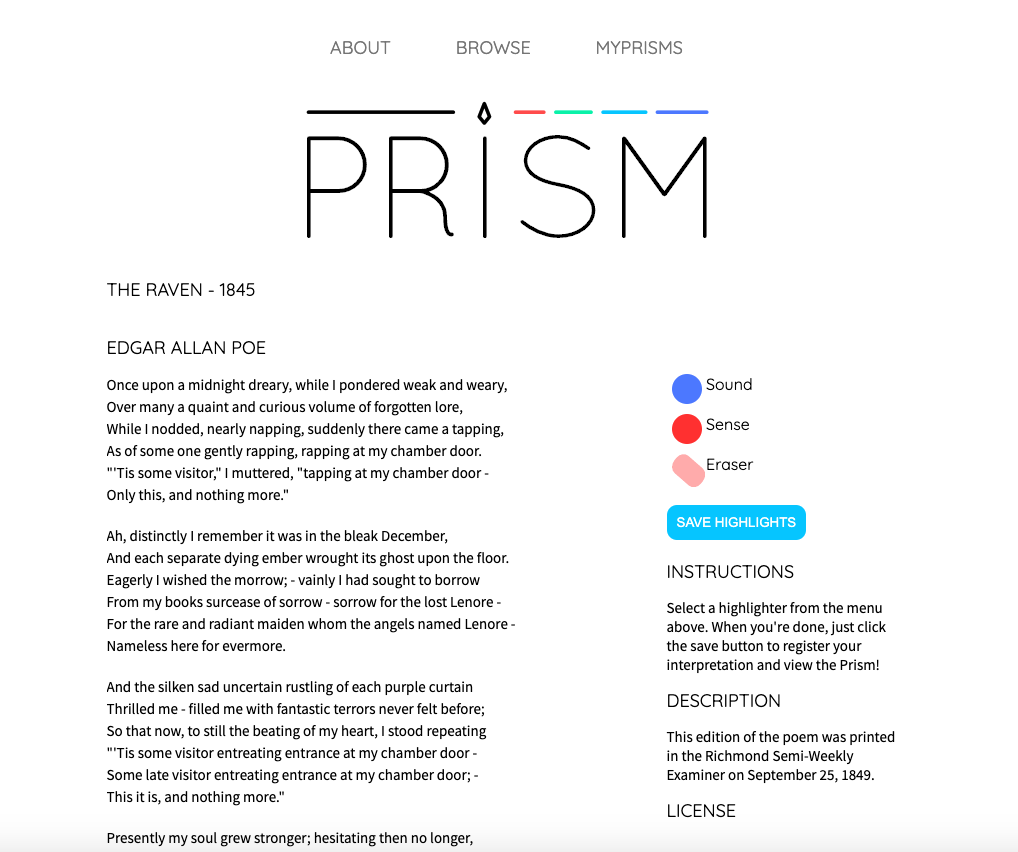 ABOUT BROWSE MYPRISMS
PRISM
THE RAVEN - 1845
EDGAR ALLAN POE
Once upon a midnight dreary, while I pondered weak and weary,
Over many a quaint and curious volume of forgotten lore,
While I nodded, nearly napping, suddenly there came a tapping,
As of some one gently rapping, rapping at my chamber door.
"'Tis some visitor," I muttered, "tapping at my chamber door -
Only this, and nothing more."
Ah, distinctly I remember it was in the bleak December,
And each separate dying ember wrought its ghost upon the floor.
Eagerly I wished the morrow; - vainly I had sought to borrow
From my books surcease of sorrow - sorrow for the lost Lenore -
For the rare and radiant maiden whom the angels named Lenore -
Nameless here for evermore.
And the silken sad uncertain rustling of each purple curtain
Thrilled me - filled me with fantastic terrors never felt before;
So that now, to still the beating of my heart, I stood repeating
"'Tis some visitor entreating entrance at my chamber door -
Some late visitor entreating entrance at my chamber door; -
This it is, and nothing more."
Presently my soul grew stronger; hesitating then no longer,
Sound
Sense
Eraser
SAVE HIGHLIGHTS
INSTRUCTIONS
Select a highlighter from the menu
above. When you're done, just click
the save button to register your
interpretation and view the Prism!
DESCRIPTION
This edition of the poem was printed
in the Richmond Semi-Weekly
Examiner on September 25, 1849.
LICENSE